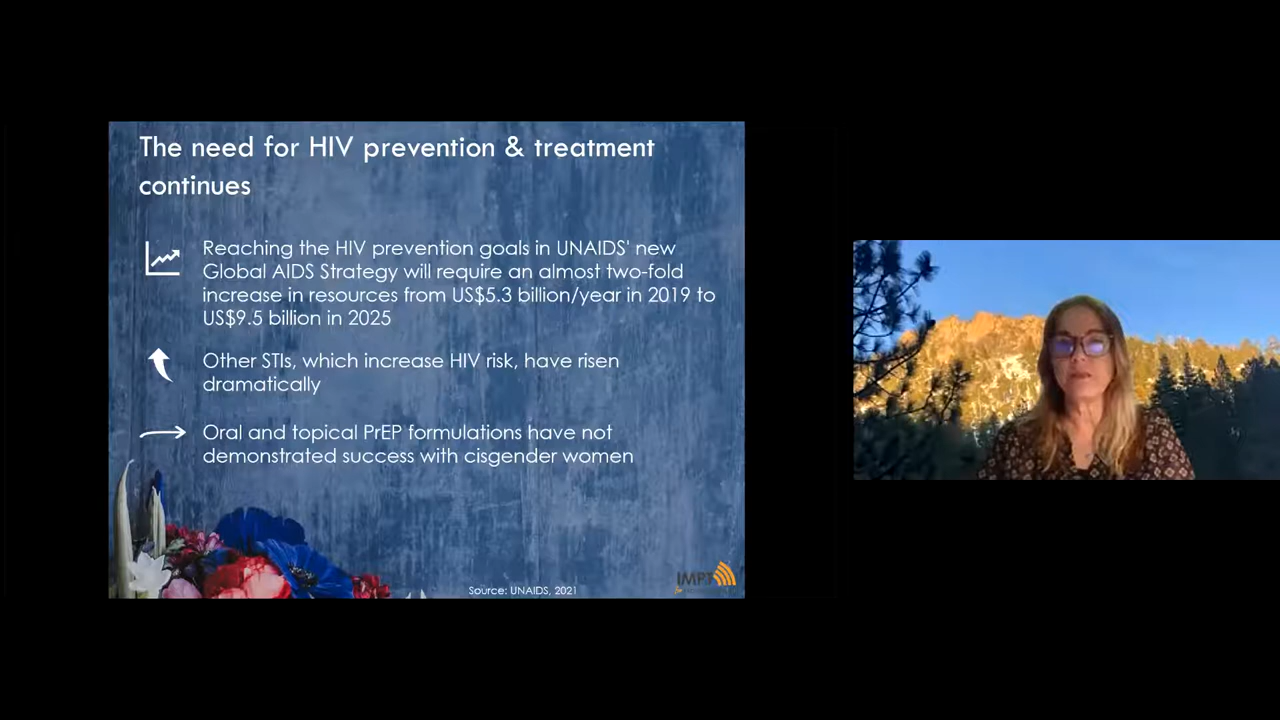 The need for HIV prevention & treatment
continues
Reaching the HIV prevention goals in UNAIDS' new
Global AIDS Strategy will require an almost two-fold
increase in resources from US$5.3 billion/year in 2019 to
US$9.5 billion in 2025
Other STIs, which increase HIV risk, have risen
dramatically
Oral and topical PrEP formulations have not
demonstrated success with cisgender women
Source: UNAIDS, 2021
IMPT
for